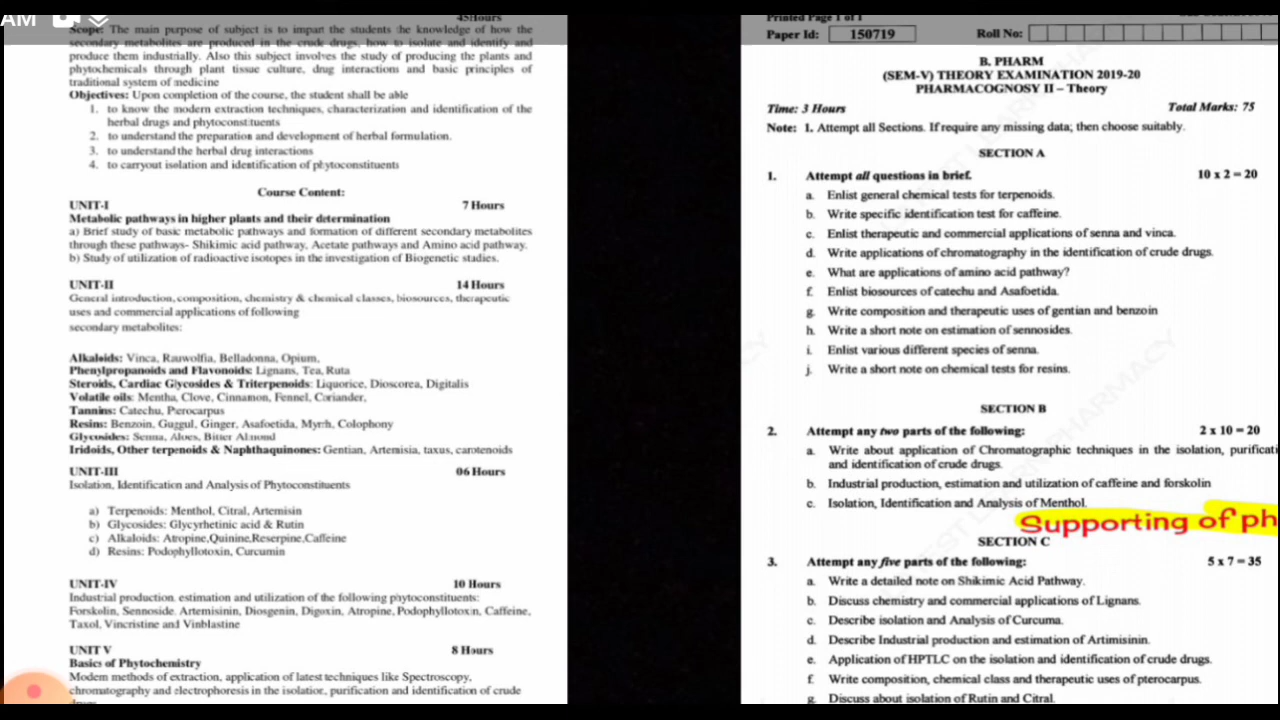 AM
45Hours
Scope: The main purpose of subject is to impart the students the knowledge of how the
secondary metabolites are produced in the crude drugs, how to isolate and identify and
produce them industrially. Also this subject involves the study of producing the plants and
phytochemicals through plant tissue culture, drug interactions and basic principles of
traditional system of medicine
Objectives: Upon completion of the course, the student shall be able
1. to know the modern extraction techniques, characterization and identification of the
herbal drugs and phytoconstituents
2. to understand the preparation and development of herbal formulation.
3. to understand the herbal drug interactions
4. to carryout isolation and identification of phytoconstituents
Course Content:
UNIT-I 7 Hours
Metabolic pathways in higher plants and their determination
a) Brief study of basic metabolic pathways and formation of different secondary metabolites
through these pathways- Shikimic acid pathway, Acetate pathways and Amino acid pathway.
b) Study of utilization of radioactive isotopes in the investigation of Biogenetic studies.
UNIT-II 14 Hours
General introduction, composition, chemistry & chemical classes, biosources, therapeutic
uses and commercial applications of following
secondary metabolites:
Alkaloids: Vinca, Rauwolfia, Belladonna, Opium,
Phenylpropanoids and Flavonoids: Lignans, Tea, Ruta
Steroids, Cardiac Glycosides & Triterpenoids: Liquorice, Dioscorea, Digitalis
Volatile oils: Mentha, Clove, Cinnamon, Fennel, Coriander,
Tannins: Catechu, Pterocarpus
Resins: Benzoin, Guggul, Ginger, Asafoetida, Myrrh, Colophony
Glycosides: Senna, Aloes, Bitter Almond
Iridoids, Other terpenoids & Naphthaquinones: Gentian, Artemisia, taxus, carotenoids
UNIT-III 06 Hours
Isolation, Identification and Analysis of Phytoconstituents
a) Terpenoids: Menthol, Citral, Artemisin
b) Glycosides: Glycyrhetinic acid & Rutin
c) Alkaloids: Atropine,Quinine,Reserpine,Caffeine
d) Resins: Podophyllotoxin, Curcumin
UNIT-IV 10 Hours
Industrial production, estimation and utilization of the following phytoconstituents:
Forskolin, Sennoside, Artemisinin, Diosgenin, Digoxin, Atropine, Podophyllotoxin, Caffeine,
Taxol, Vincristine and Vinblastine
UNIT V 8 Hours
Basics of Phytochemistry
Modern methods of extraction, application of latest techniques like Spectroscopy,
chromatography and electrophoresis in the isolation, purification and identification of crude
Printed Page 1 of 1
Paper Id: 150719 Roll No:
B. PHARM
(SEM-V) THEORY EXAMINATION 2019-20
PHARMACOGNOSY II – Theory
Time: 3 Hours Total Marks: 75
Note: 1. Attempt all Sections. If require any missing data; then choose suitably.
SECTION A
1. Attempt all questions in brief. 10 x 2 = 20
a. Enlist general chemical tests for terpenoids.
b. Write specific identification test for caffeine.
c. Enlist therapeutic and commercial applications of senna and vinca.
d. Write applications of chromatography in the identification of crude drugs.
e. What are applications of amino acid pathway?
f. Enlist biosources of catechu and Asafoetida.
g. Write composition and therapeutic uses of gentian and benzoin
h. Write a short note on estimation of sennosides.
i. Enlist various different species of senna.
j. Write a short note on chemical tests for resins.
SECTION B
2. Attempt any two parts of the following: 2 x 10 = 20
a. Write about application of Chromatographic techniques in the isolation, purificati
and identification of crude drugs.
b. Industrial production, estimation and utilization of caffeine and forskolin
c. Isolation, Identification and Analysis of Menthol.
Supporting of ph
SECTION C
3. Attempt any five parts of the following: 5 x 7 = 35
a. Write a detailed note on Shikimic Acid Pathway.
b. Discuss chemistry and commercial applications of Lignans.
c. Describe isolation and Analysis of Curcuma.
d. Describe Industrial production and estimation of Artimisinin.
e. Application of HPTLC on the isolation and identification of crude drugs.
f. Write composition, chemical class and therapeutic uses of pterocarpus.
g. Discuss about isolation of Rutin and Citral.